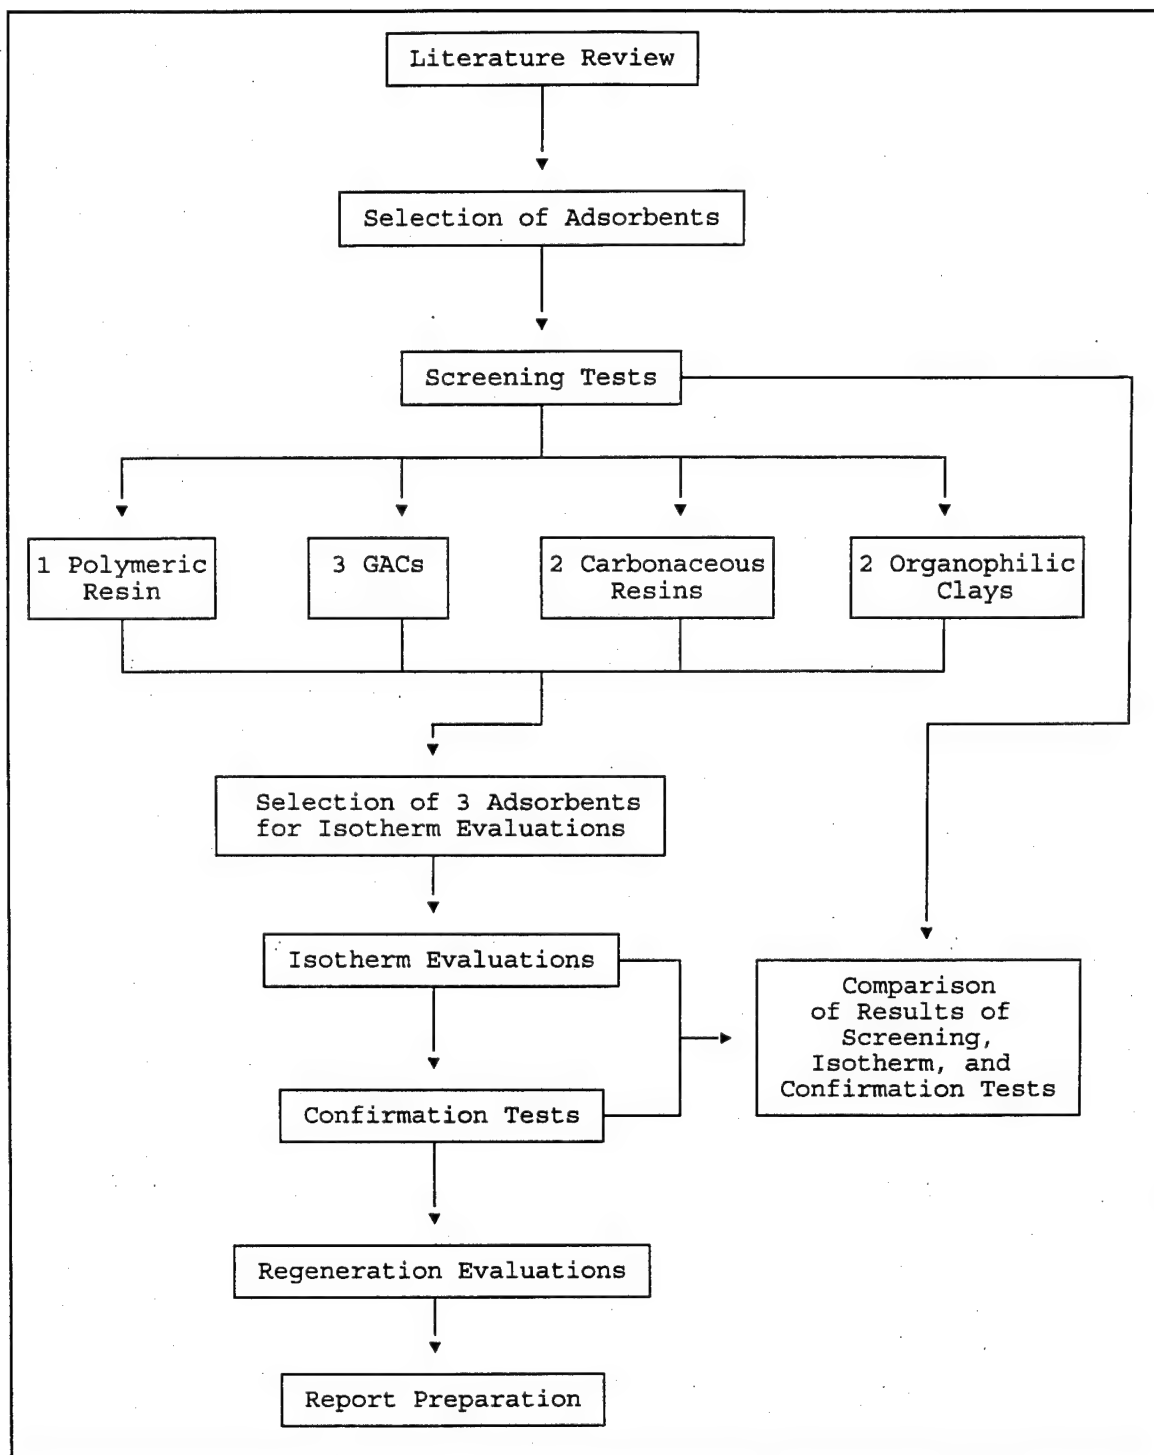 Literature Review
Selection of Adsorbents
Screening Tests
1 Polymeric
Resin
3 GACs
2 Carbonaceous
Resins
2 Organophilic
Clays
Selection of 3 Adsorbents
for Isotherm Evaluations
Isotherm Evaluations
Comparison
of Results of
Screening,
Isotherm, and
Confirmation Tests
Confirmation Tests
Regeneration Evaluations
Report Preparation